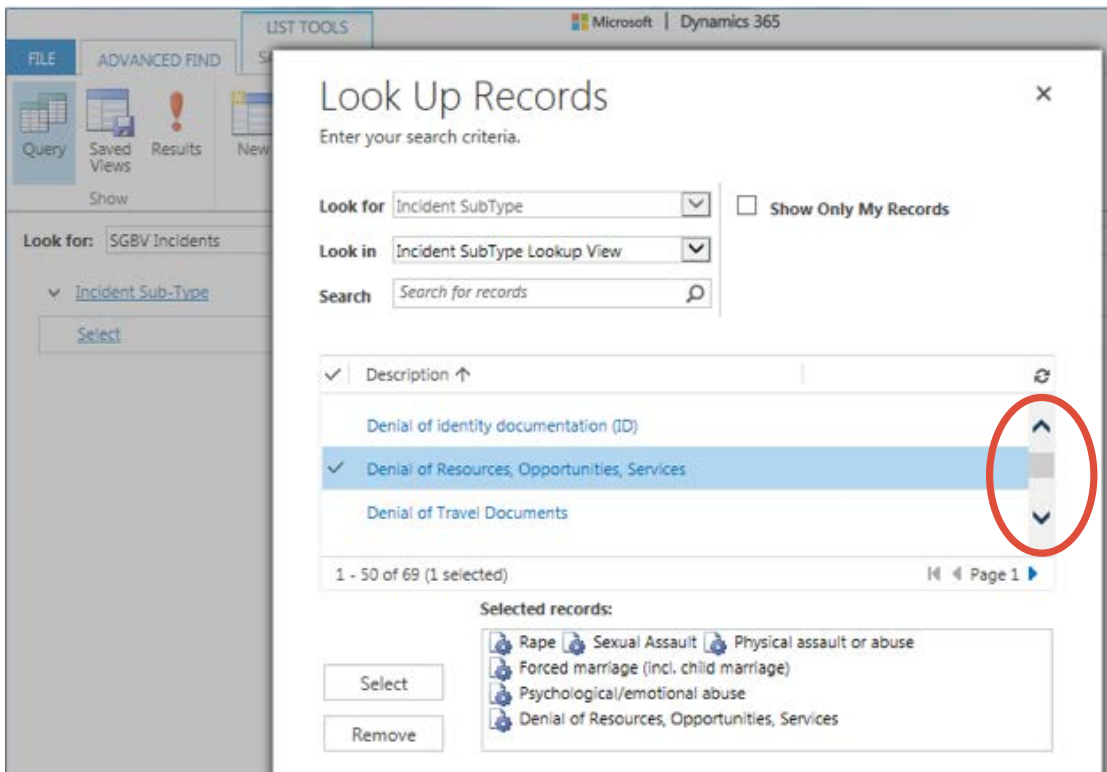 LIST TOOLS
Microsoft | Dynamics 365
FILE
ADVANCED FIND
Query
Saved Views
Results
New
Show
Look for: SGBV Incidents
Incident Sub-Type
Select
Look Up Records
Enter your search criteria.
Look for Incident SubType
Show Only My Records
Look in Incident SubType Lookup View
Search Search for records
Description
Denial of identity documentation (ID)
Denial of Resources, Opportunities, Services
Denial of Travel Documents
1 - 50 of 69 (1 selected)
Page 1
Selected records:
Rape Sexual Assault Physical assault or abuse
Forced marriage (incl. child marriage)
Psychological/emotional abuse
Denial of Resources, Opportunities, Services
Select
Remove